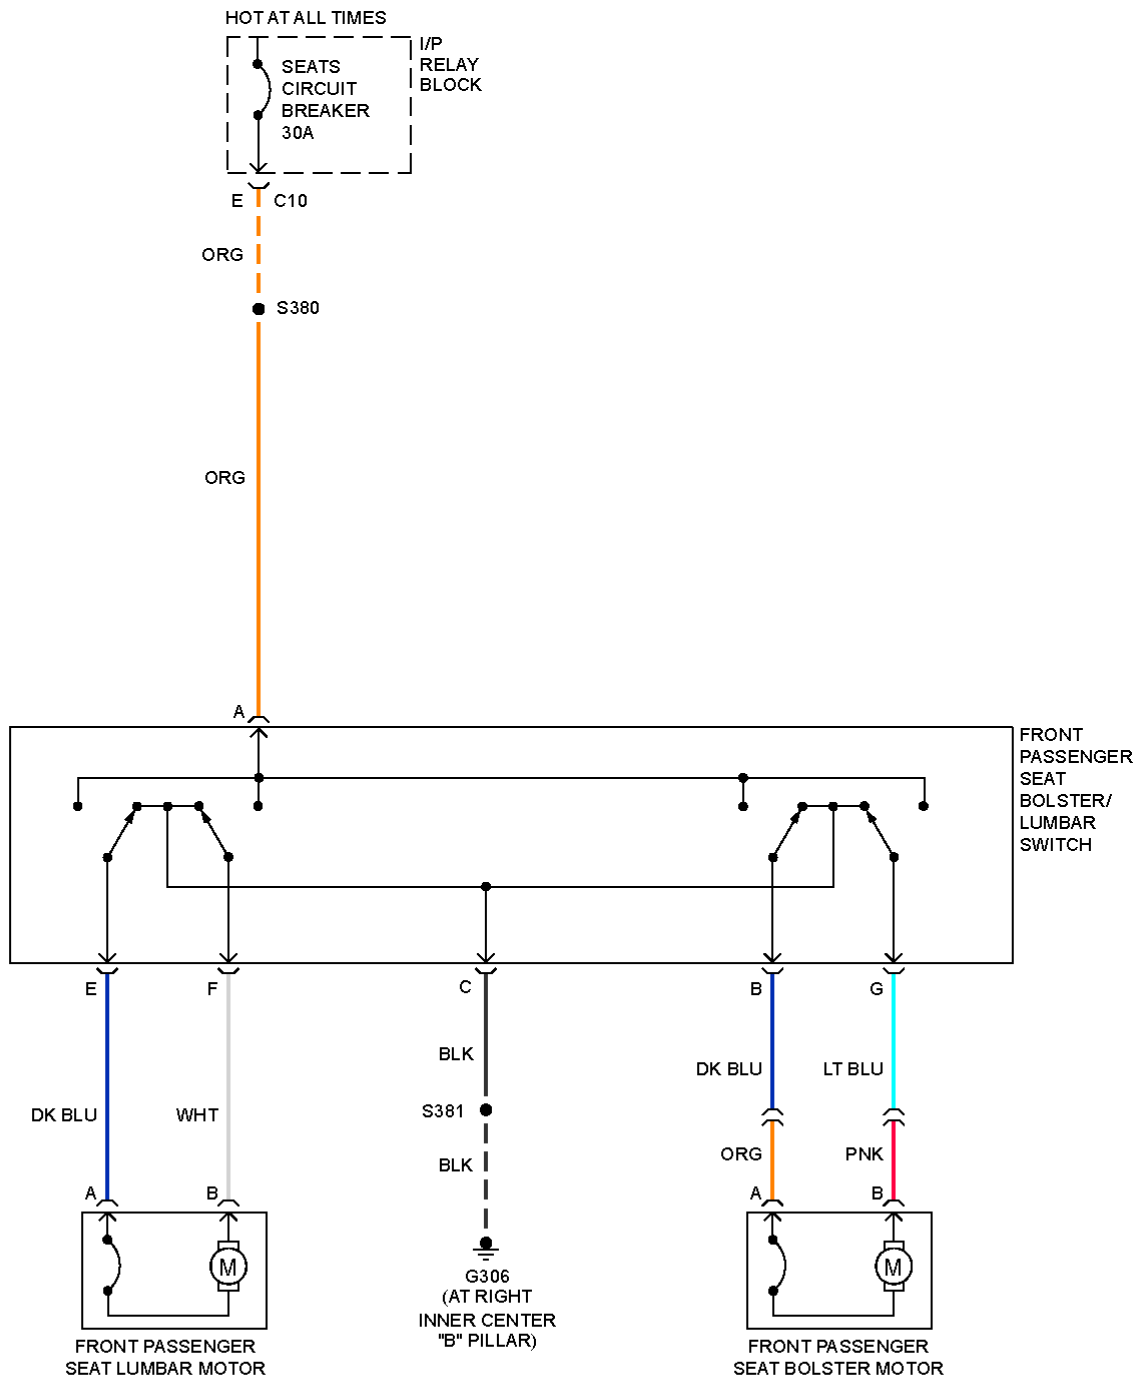 HOT AT ALL TIMES
I/P
RELAY
BLOCK
SEATS
CIRCUIT
BREAKER
30A
E
C10
ORG
S380
ORG
A
FRONT
PASSENGER
SEAT
BOLSTER/
LUMBAR
SWITCH
E
F
C
B
G
BLK
DK BLU
LT BLU
DK BLU
WHT
S381
BLK
ORG
PNK
A
B
A
B
M
M
G306
(AT RIGHT
INNER CENTER
"B" PILLAR)
FRONT PASSENGER
SEAT LUMBAR MOTOR
FRONT PASSENGER
SEAT BOLSTER MOTOR